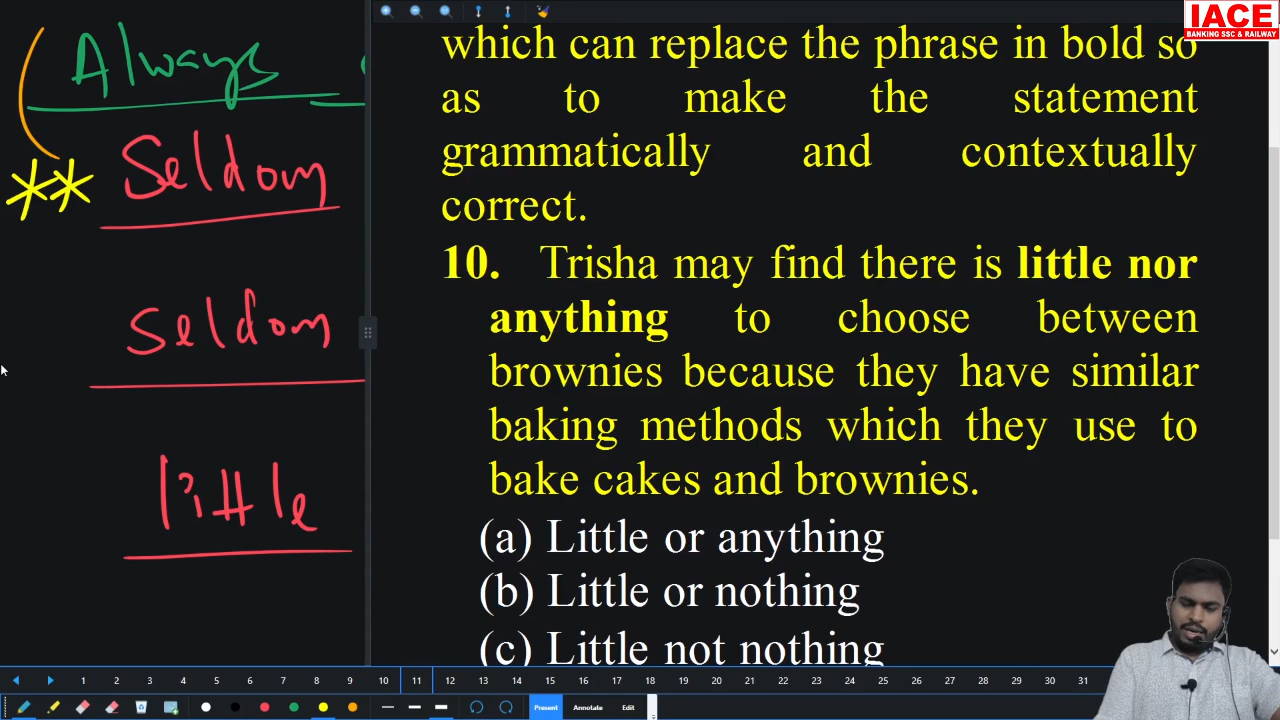 IACE
BANKING SSC & RAILWAY
Always
** Seldom
Seldom
little
which can replace the phrase in bold so
as to make the statement
grammatically and contextually
correct.
10. Trisha may find there is little nor
anything to choose between
brownies because they have similar
baking methods which they use to
bake cakes and brownies.
(a) Little or anything
(b) Little or nothing
(c) Little not nothing
1 2 3 4 5 6 7 8 9 10 11 12 13 14 15 16 17 18 19 20 21 22 23 24 25 26 27 28 29 30 31
Present Annotate Edit